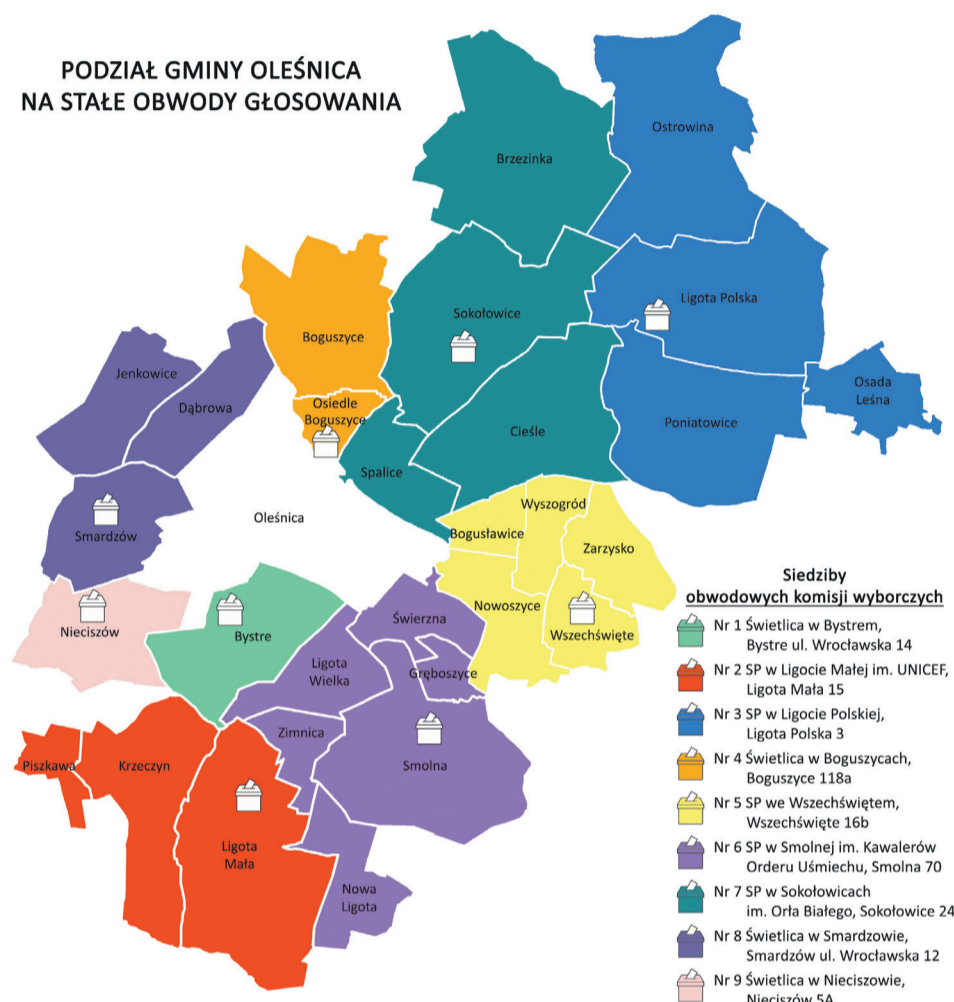 PODZIAŁ GMINY OLEŚNICA
NA STAŁE OBWODY GŁOSOWANIA
Ostrowina
Brzezinka
Ligota Polska
Sokołowice
Boguszyce
Jenkowice
Dąbrowa
Osiedle
Boguszyce
Osada
Leśna
Cieśle
Poniatowice
Spalice
Oleśnica
Smardzów
Wyszogród
Bogusławice
Zarzysko
Nowoszyce
Wszechświęte
Nieciszów
Bystre
Świerzna
Ligota
Wielka
Gręboszyce
Zimnica
Smolna
Piszkawa
Krzeczyn
Ligota
Mała
Nowa
Ligota
Siedziby
obwodowych komisji wyborczych
Nr 1 Świetlica w Bystrem,
Bystre ul. Wrocławska 14
Nr 2 SP w Ligocie Małej im. UNICEF,
Ligota Mała 15
Nr 3 SP w Ligocie Polskiej,
Ligota Polska 3
Nr 4 Świetlica w Boguszycach,
Boguszyce 118a
Nr 5 SP we Wszechświętem,
Wszechświęte 16b
Nr 6 SP w Smolnej im. Kawalerów
Orderu Uśmiechu, Smolna 70
Nr 7 SP w Sokołowicach
im. Orła Białego, Sokołowice 24
Nr 8 Świetlica w Smardzowie,
Smardzów ul. Wrocławska 12
Nr 9 Świetlica w Nieciszowie,
Nieciszów 5A